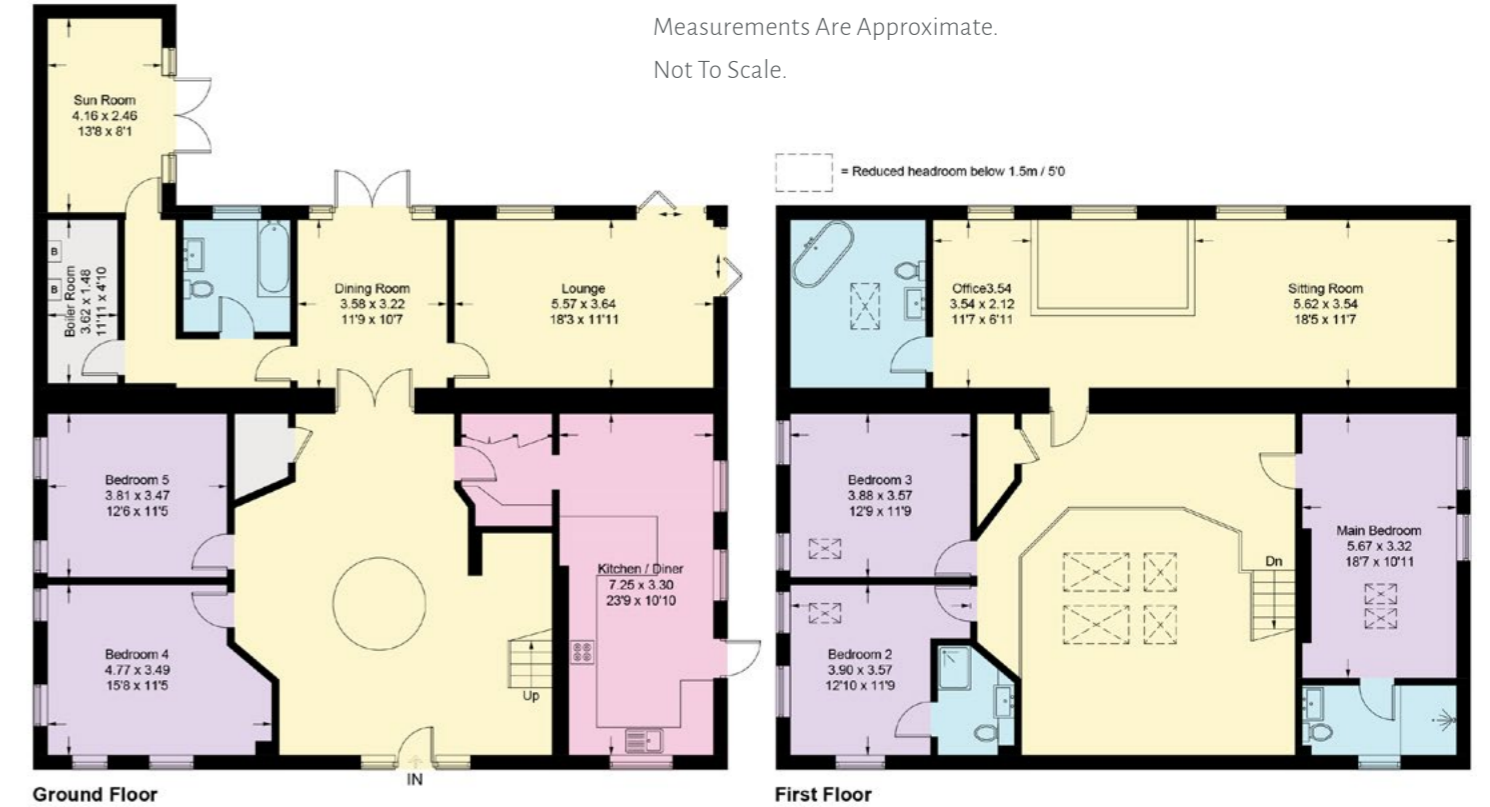 Measurements Are Approximate.
Not To Scale.
= Reduced headroom below 1.5m / 5'0
Sun Room
4.16 x 2.46
13'8 x 8'1
B
B
Boiler Room
3.62 x 1.48
11'11 x 4'10
Dining Room
3.58 x 3.22
11'9 x 10'7
Lounge
5.57 x 3.64
18'3 x 11'11
Bedroom 5
3.81 x 3.47
12'6 x 11'5
Kitchen / Diner
7.25 x 3.30
23'9 x 10'10
Bedroom 4
4.77 x 3.49
15'8 x 11'5
Up
IN
Ground Floor
Office3.54
3.54 x 2.12
11'7 x 6'11
Sitting Room
5.62 x 3.54
18'5 x 11'7
Bedroom 3
3.88 x 3.57
12'9 x 11'9
Main Bedroom
5.67 x 3.32
18'7 x 10'11
Dn
Bedroom 2
3.90 x 3.57
12'10 x 11'9
First Floor